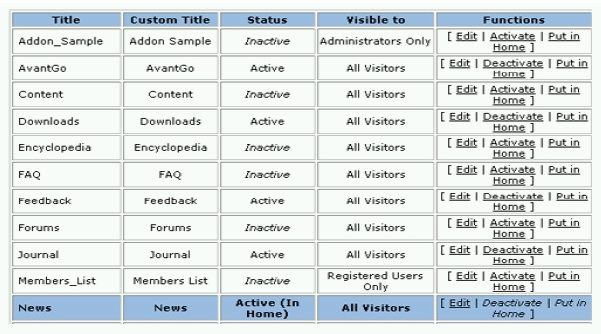 Title Custom Title Status Visible to Functions
Addon_Sample Addon Sample Inactive Administrators Only [ Edit | Activate | Put in
Home ]
AvantGo AvantGo Active All Visitors [ Edit | Deactivate | Put in
Home ]
Content Content Inactive All Visitors [ Edit | Activate | Put in
Home ]
Downloads Downloads Active All Visitors [ Edit | Deactivate | Put in
Home ]
Encyclopedia Encyclopedia Inactive All Visitors [ Edit | Activate | Put in
Home ]
FAQ FAQ Inactive All Visitors [ Edit | Activate | Put in
Home ]
Feedback Feedback Active All Visitors [ Edit | Deactivate | Put in
Home ]
Forums Forums Inactive All Visitors [ Edit | Activate | Put in
Home ]
Journal Journal Active All Visitors [ Edit | Deactivate | Put in
Home ]
Members_List Members List Inactive Registered Users
Only [ Edit | Activate | Put in
Home ]
News News Active (In
Home) All Visitors [ Edit | Deactivate | Put in
Home ]